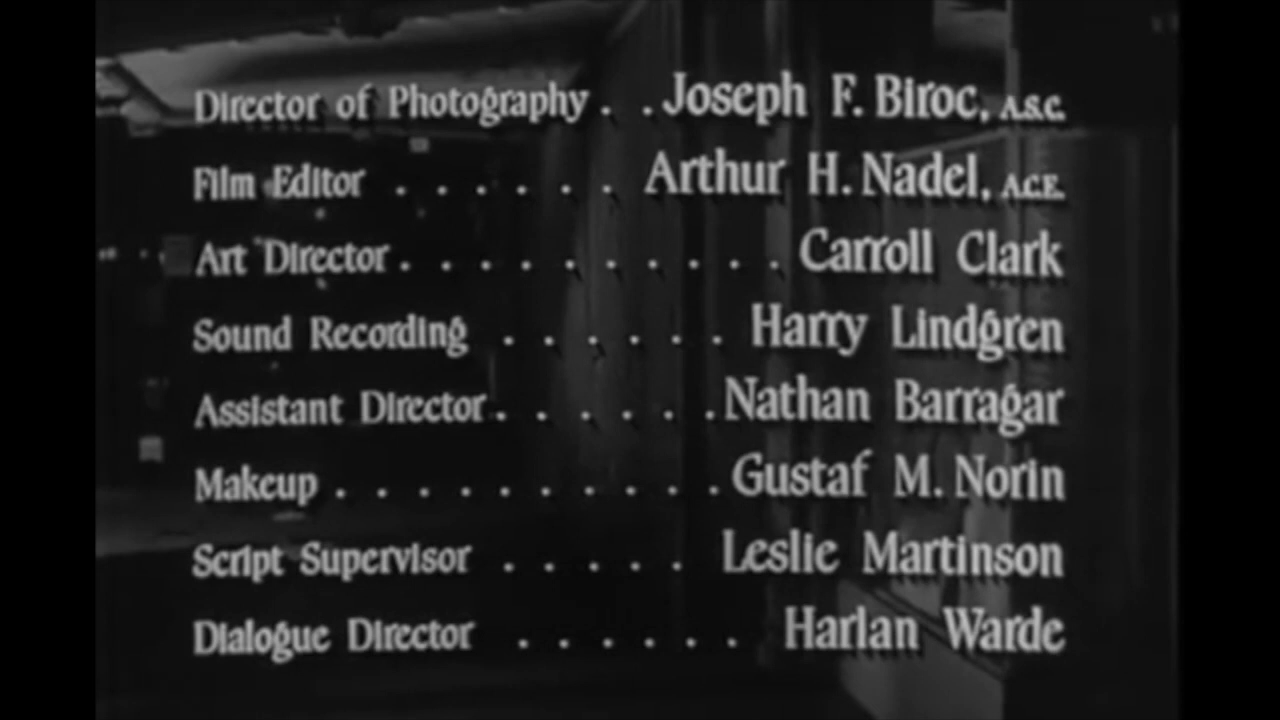 Director of Photography . . Joseph F. Biroc, A.S.C.
Film Editor . . . . . . Arthur H. Nadel, A.C.E.
Art Director . . . . . . . . . . Carroll Clark
Sound Recording . . . . . . Harry Lindgren
Assistant Director . . . . . . Nathan Barragar
Makeup . . . . . . . . . . Gustaf M. Norin
Script Supervisor . . . . . Leslie Martinson
Dialogue Director . . . . . . Harlan Warde